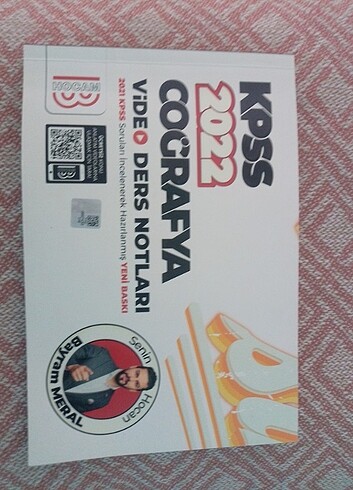 KPSS
2022
COĞRAFYA
VİDEO DERS NOTLARI
2021 KPSS Soruları İncelenerek Hazırlanmış YENİ BASKI
B
HOCAM
Senin Hocan
Bayram MERAL